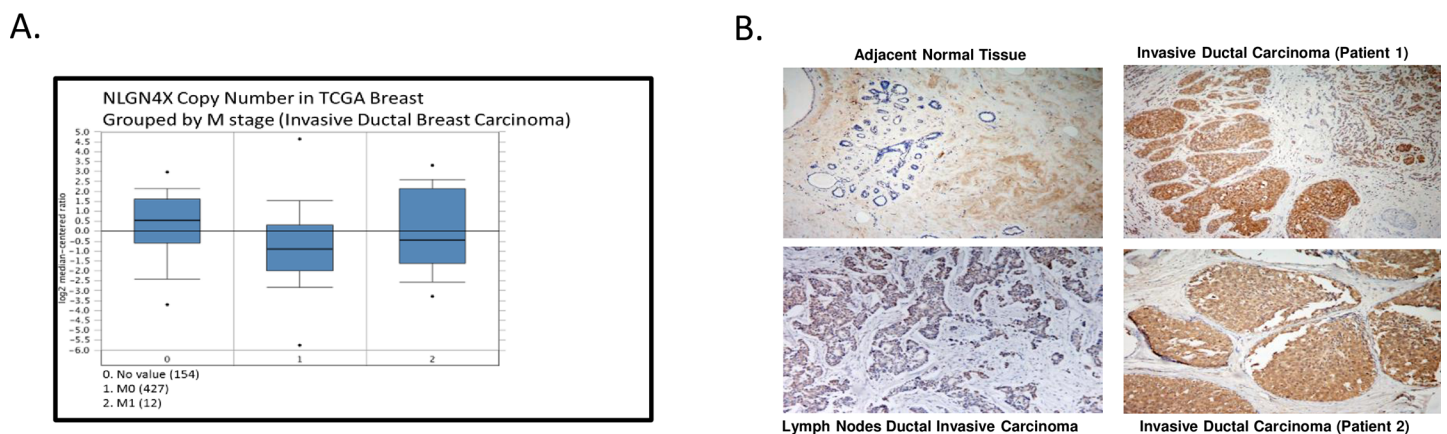 A.
NLGN4X Copy Number in TCGA Breast
Grouped by M stage (Invasive Ductal Breast Carcinoma)
log2 median-centered ratio
5.0
4.5
4.0
3.5
3.0
2.5
2.0
1.5
1.0
0.5
0.0
-0.5
-1.0
-1.5
-2.0
-2.5
-3.0
-3.5
-4.0
-4.5
-5.0
-5.5
-6.0
0 1 2
0. No value (154)
1. M0 (427)
2. M1 (12)
B.
Adjacent Normal Tissue
Invasive Ductal Carcinoma (Patient 1)
Lymph Nodes Ductal Invasive Carcinoma
Invasive Ductal Carcinoma (Patient 2)